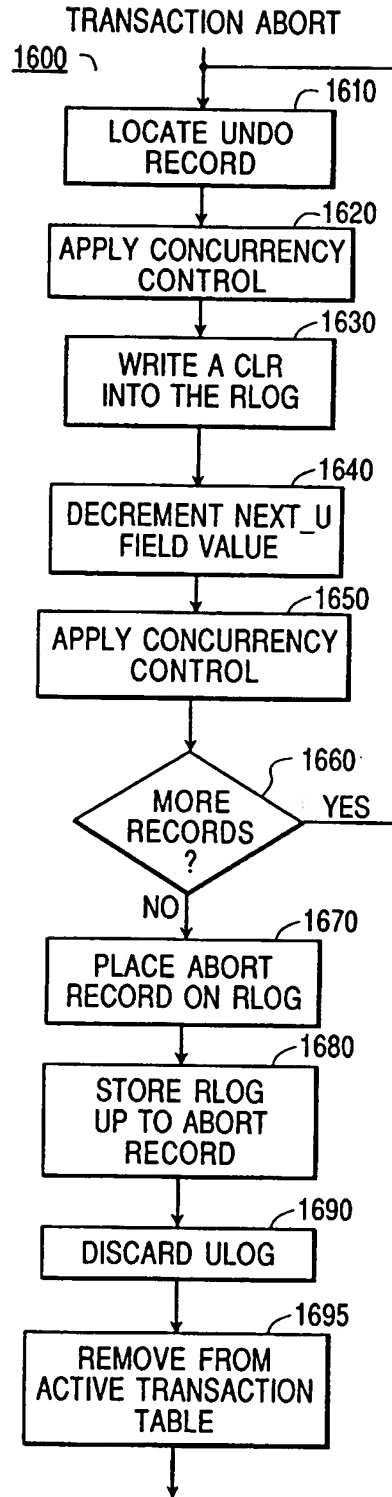 TRANSACTION ABORT
1600
1610
LOCATE UNDO
RECORD
1620
APPLY CONCURRENCY
CONTROL
1630
WRITE A CLR
INTO THE RLOG
1640
DECREMENT NEXT_U
FIELD VALUE
1650
APPLY CONCURRENCY
CONTROL
1660
MORE
RECORDS
?
YES
NO
1670
PLACE ABORT
RECORD ON RLOG
1680
STORE RLOG
UP TO ABORT
RECORD
1690
DISCARD ULOG
1695
REMOVE FROM
ACTIVE TRANSACTION
TABLE